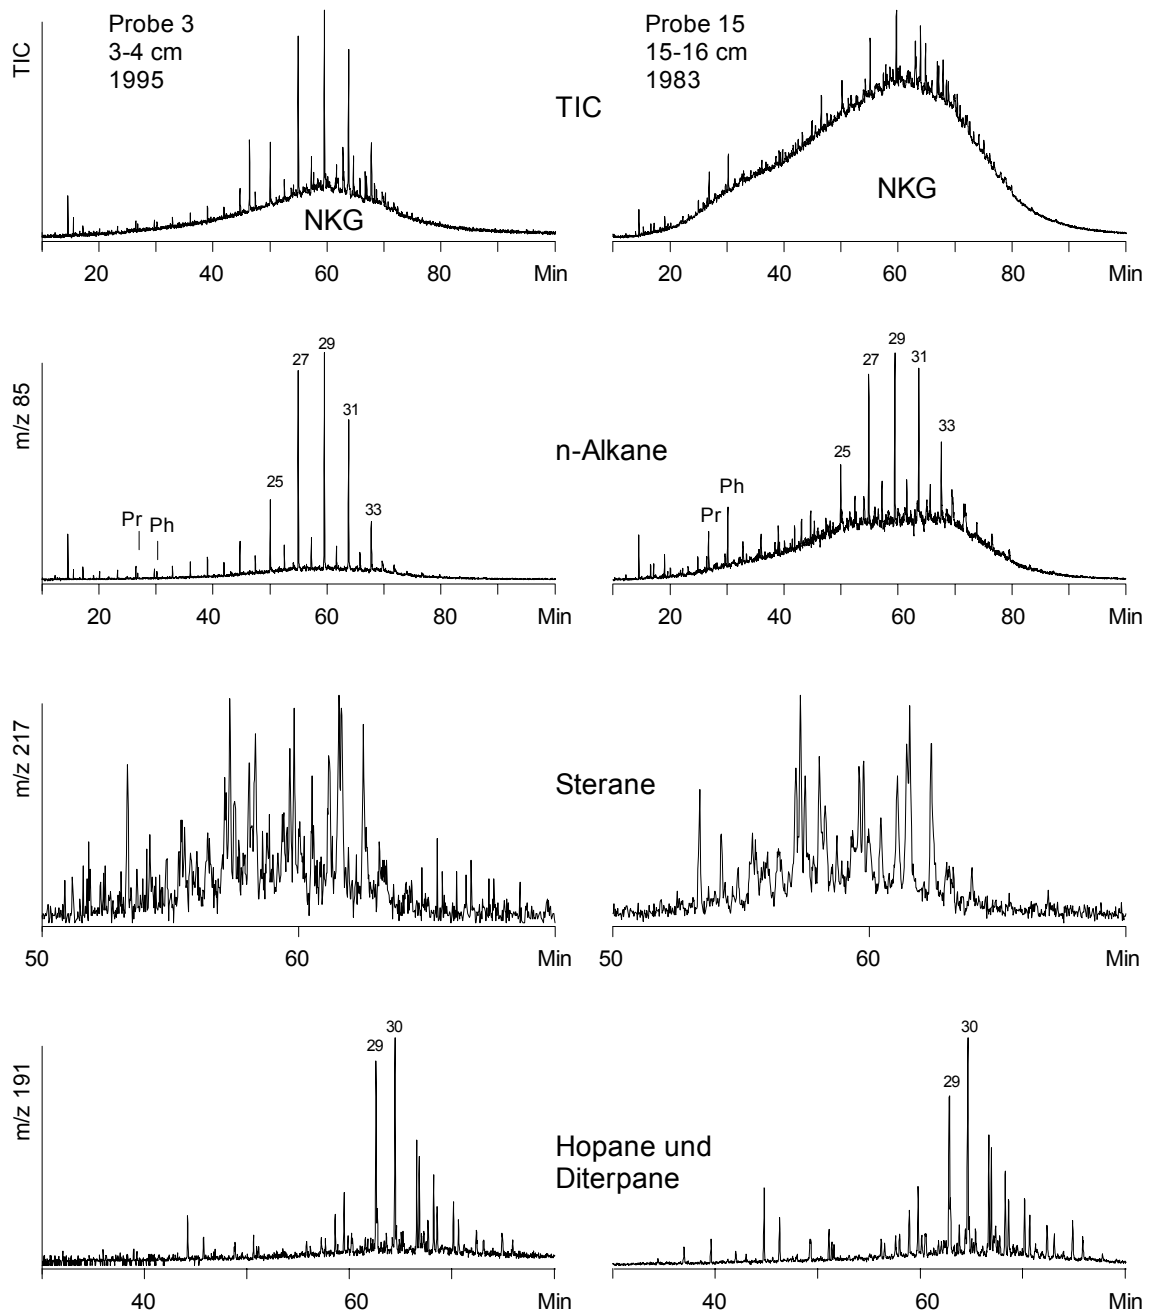 Probe 3
3-4 cm
1995
Probe 15
15-16 cm
1983
TIC
TIC
NKG
NKG
20 40 60 80 Min
20 40 60 80 Min
m/z 85
n-Alkane
25 27 29 31 33
Pr Ph
25 27 29 31 33
Pr Ph
20 40 60 80 Min
20 40 60 80 Min
m/z 217
Sterane
50 60 Min
50 60 Min
m/z 191
Hopane und
Diterpane
29 30
29 30
40 60 Min
40 60 Min